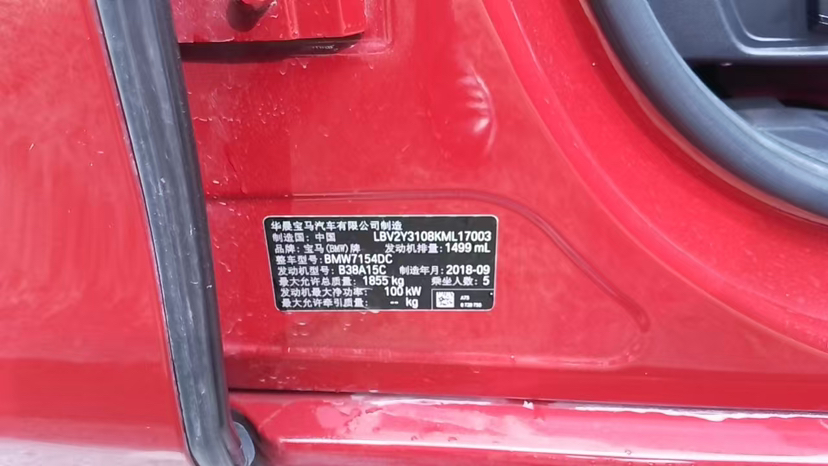 华晨宝马汽车有限公司制造
制造国: 中国 LBV2Y3108KML17003
品牌: 宝马(BMW)牌 发动机排量: 1499 mL
整车型号: BMW7154DC
发动机型号: B38A15C 制造年月: 2018-09
最大允许总质量: 1855 kg 乘坐人数: 5
发动机最大净功率: 100 kW
最大允许牵引质量: -- kg